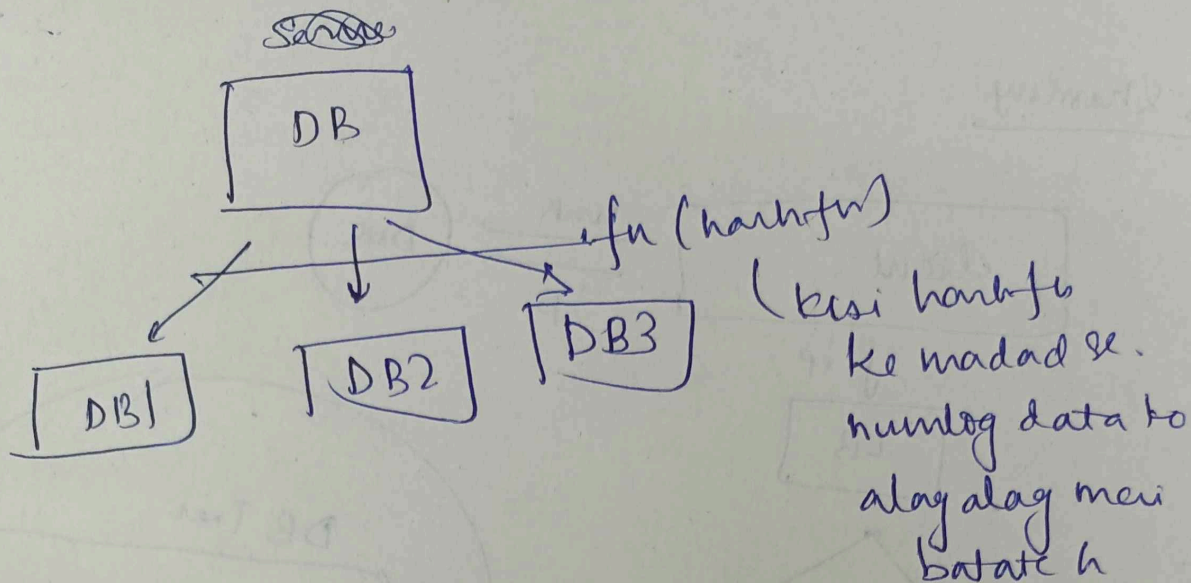 DB
fn (hashfn)
(kisi hashfn
DB1
DB2
DB3
ke madad se.
humlog data ko
alag alag mei
batate h